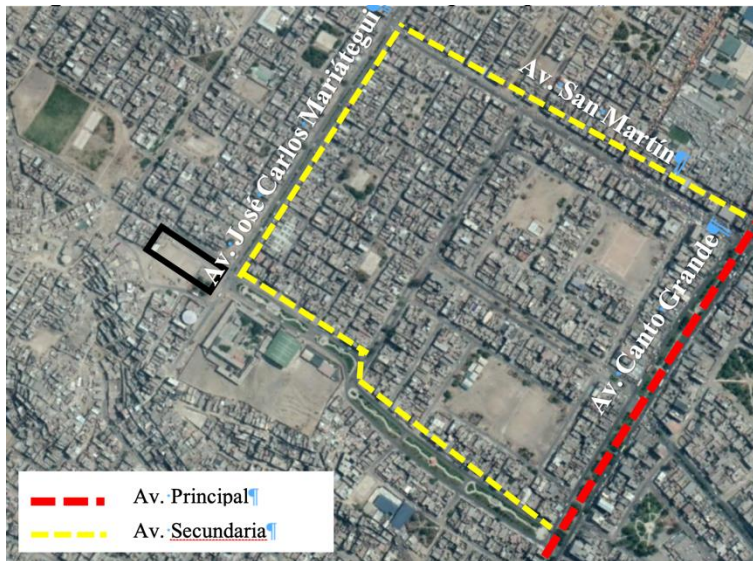 Av. José Carlos Mariátegui¶
Av. San Martín¶
Av. Canto Grande¶
Av. Principal¶
Av. Secundaria¶